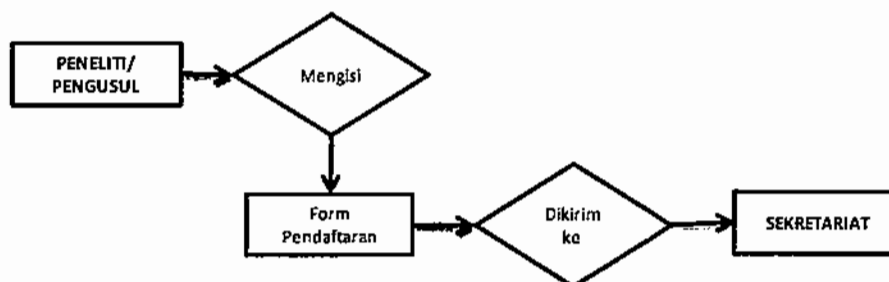 PENELITI/
PENGUSUL
Mengisi
Form
Pendaftaran
Dikirim
ke
SEKRETARIAT